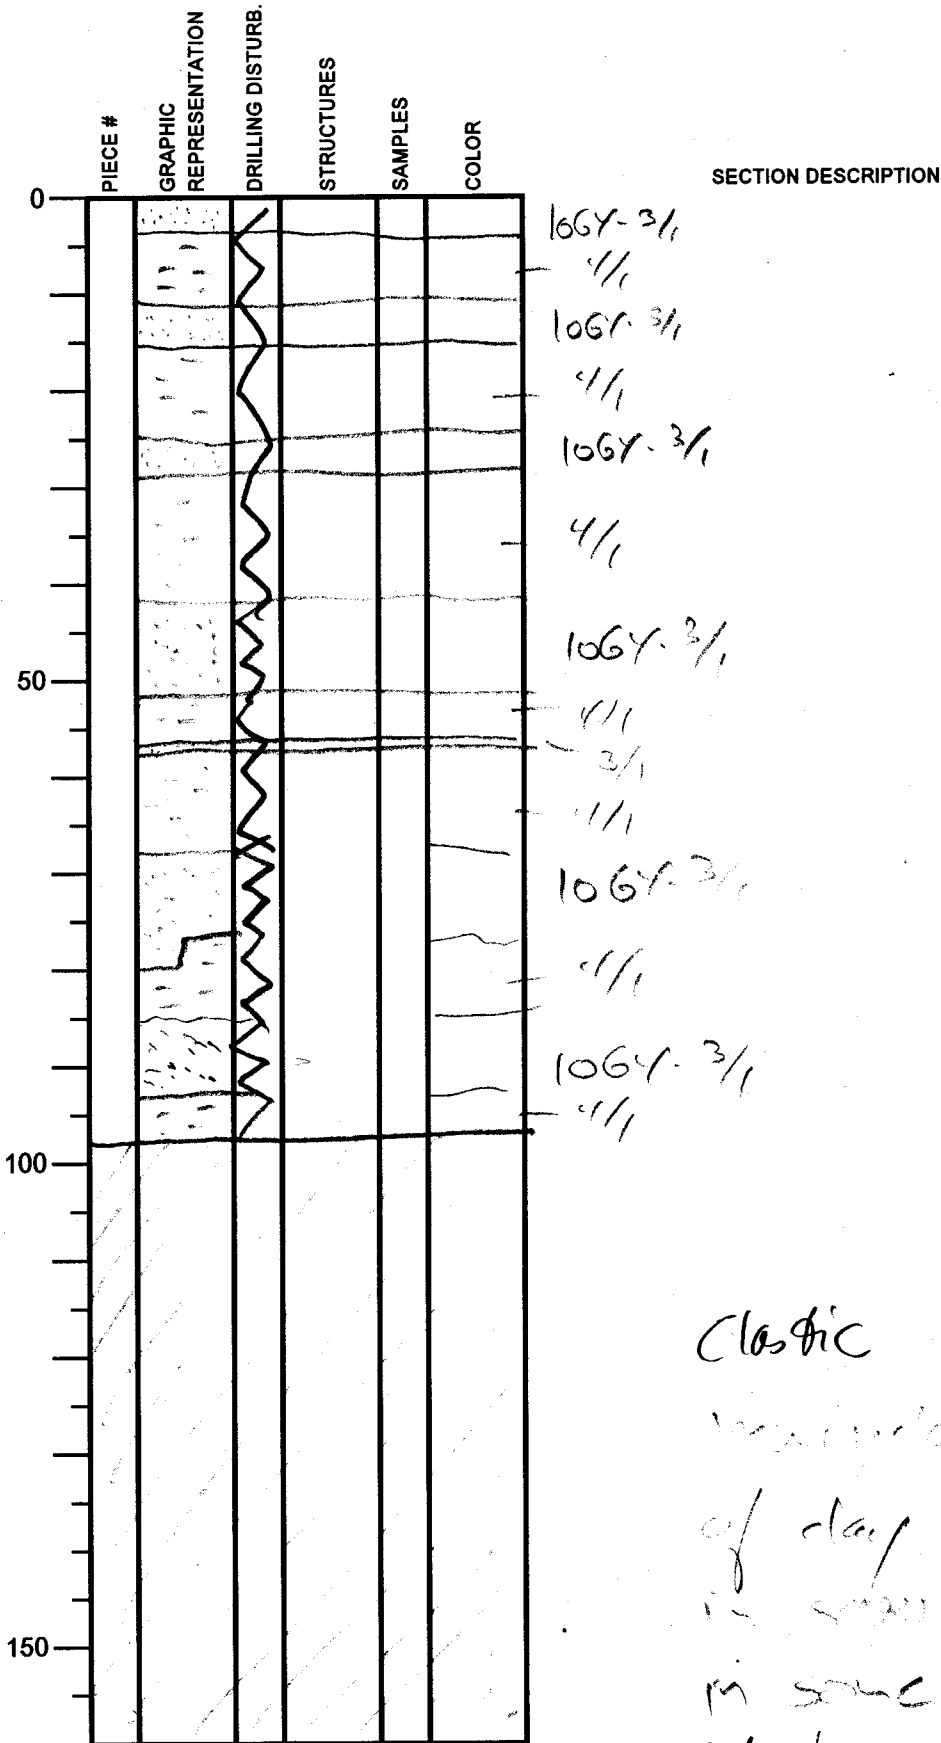 PIECE #
GRAPHIC
REPRESENTATION
DRILLING DISTURB.
STRUCTURES
SAMPLES
COLOR
SECTION DESCRIPTION
0
10GY-3/1
4/1
10GY-3/1
4/1
10GY-3/1
4/1
10GY-3/1
50
4/1
3/1
4/1
10GY-3/1
4/1
10GY-3/1
4/1
100
Clastic
of clay
150
in some